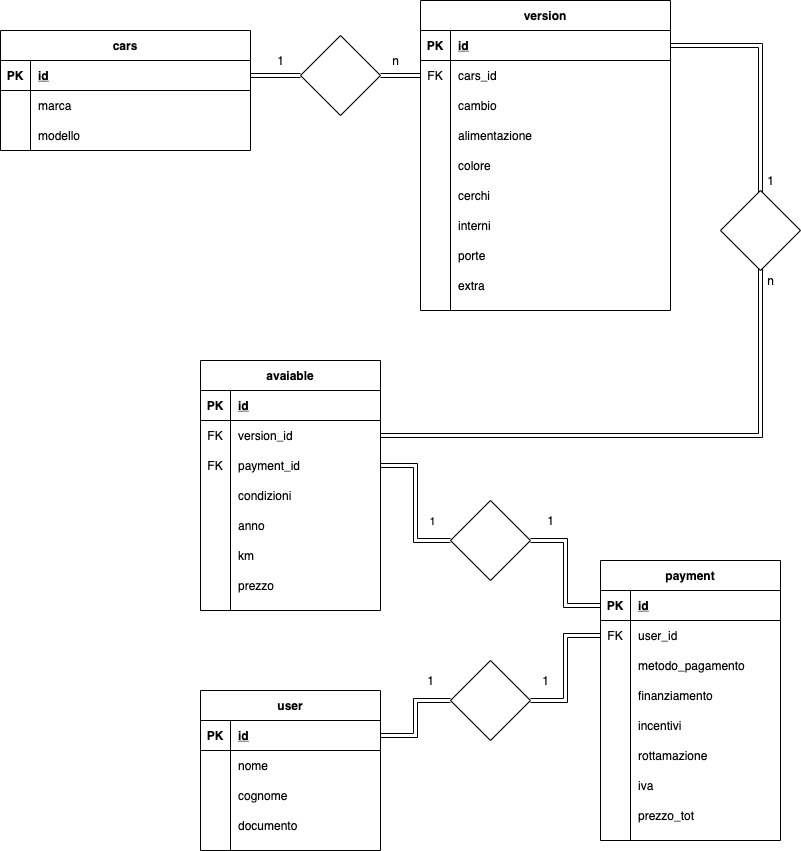 version
PK id
FK cars_id
cambio
alimentazione
colore
cerchi
interni
porte
extra
cars
PK id
marca
modello
1
n
1
n
avaiable
PK id
FK version_id
FK payment_id
condizioni
anno
km
prezzo
1
1
payment
PK id
FK user_id
metodo_pagamento
finanziamento
incentivi
rottamazione
iva
prezzo_tot
1
1
user
PK id
nome
cognome
documento